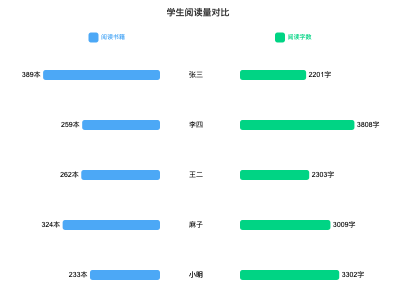 学生阅读量对比
阅读书籍 阅读字数
389本 张三 2201字
259本 李四 3808字
262本 王二 2303字
324本 麻子 3009字
233本 小明 3302字